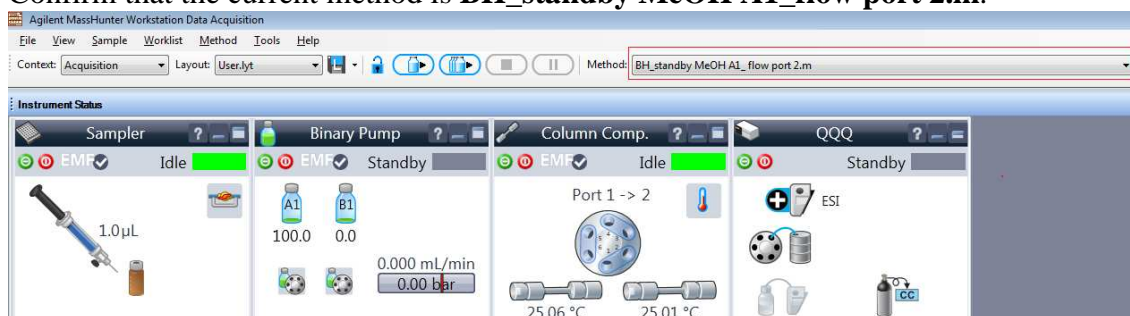 Confirm that the current method is BH_standby MeOH A1_flow port 2.m.
Agilent MassHunter Workstation Data Acquisition
File View Sample Worklist Method Tools Help
Context: Acquisition Layout: User.lyt Method: BH_standby MeOH A1_ flow port 2.m
Instrument Status
Sampler ? Binary Pump ? Column Comp. ? QQQ ?
EMF Idle EMF Standby EMF Idle Standby
A1 B1 Port 1 -> 2 ESI
1.0µL 100.0 0.0
0.000 mL/min
0.00 bar CC
25.06 °C 25.01 °C